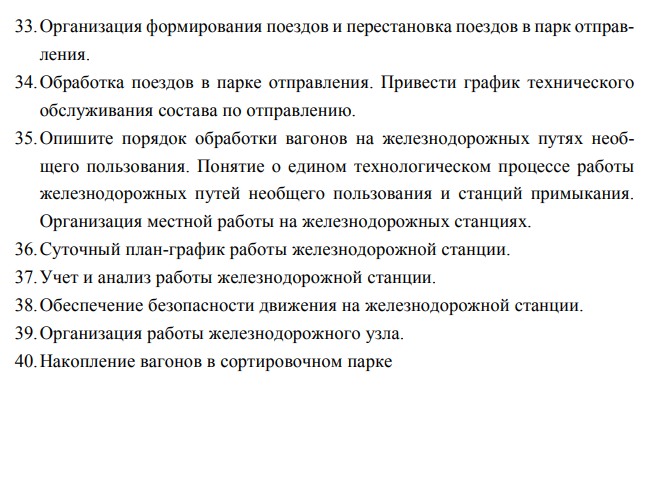 33. Организация формирования поездов и перестановка поездов в парк отправ-
ления.
34. Обработка поездов в парке отправления. Привести график технического
обслуживания состава по отправлению.
35. Опишите порядок обработки вагонов на железнодорожных путях необ-
щего пользования. Понятие о едином технологическом процессе работы
железнодорожных путей необщего пользования и станций примыкания.
Организация местной работы на железнодорожных станциях.
36. Суточный план-график работы железнодорожной станции.
37. Учет и анализ работы железнодорожной станции.
38. Обеспечение безопасности движения на железнодорожной станции.
39. Организация работы железнодорожного узла.
40. Накопление вагонов в сортировочном парке